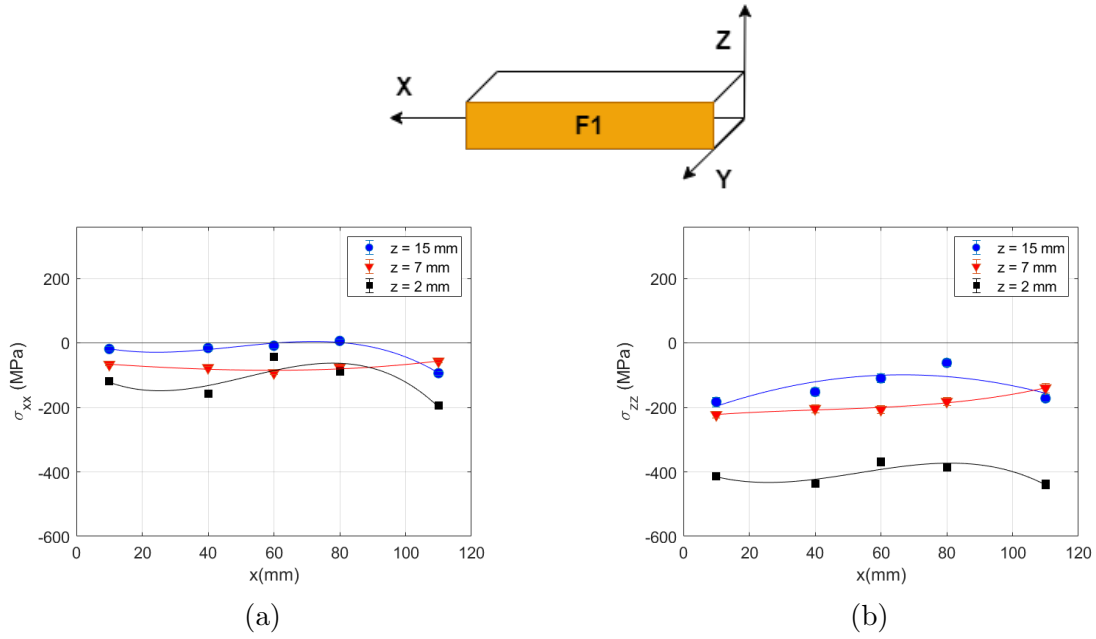 Z
X
F1
Y
z = 15 mm
z = 7 mm
z = 2 mm
200
0
-200
-400
-600
σxx (MPa)
0 20 40 60 80 100 120
x(mm)
(a)
z = 15 mm
z = 7 mm
z = 2 mm
200
0
-200
-400
-600
σzz (MPa)
0 20 40 60 80 100 120
x(mm)
(b)